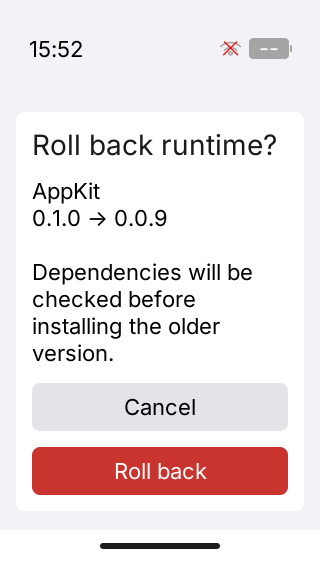 15:52
--
Roll back runtime?
AppKit
0.1.0 → 0.0.9
Dependencies will be
checked before
installing the older
version.
Cancel
Roll back